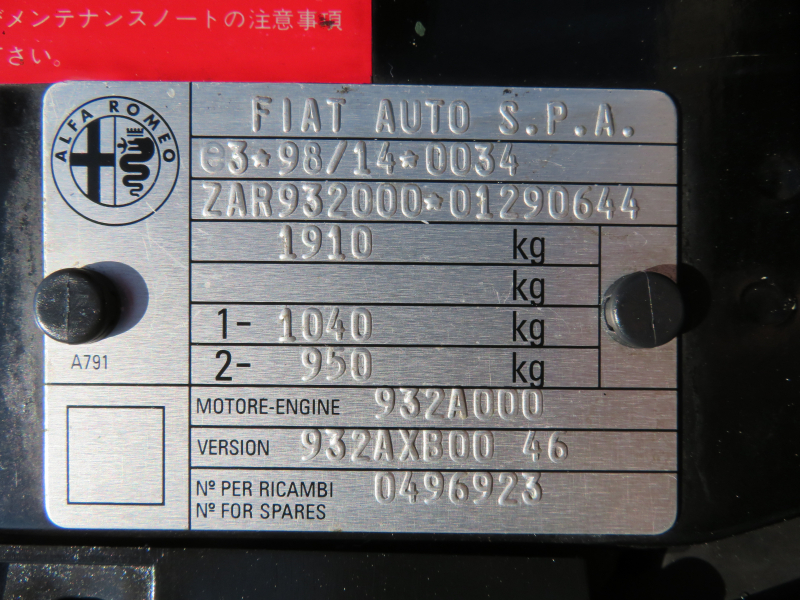 メンテナンスノートの注意事項
さい。
ALFA ROMEO
FIAT AUTO S.P.A.
e3*98/14*0034
ZAR932000*01290644
1910 kg
kg
1- 1040 kg
2- 950 kg
A791
MOTORE-ENGINE 932A000
VERSION 932AXB00 46
Nº PER RICAMBI 0496923
Nº FOR SPARES